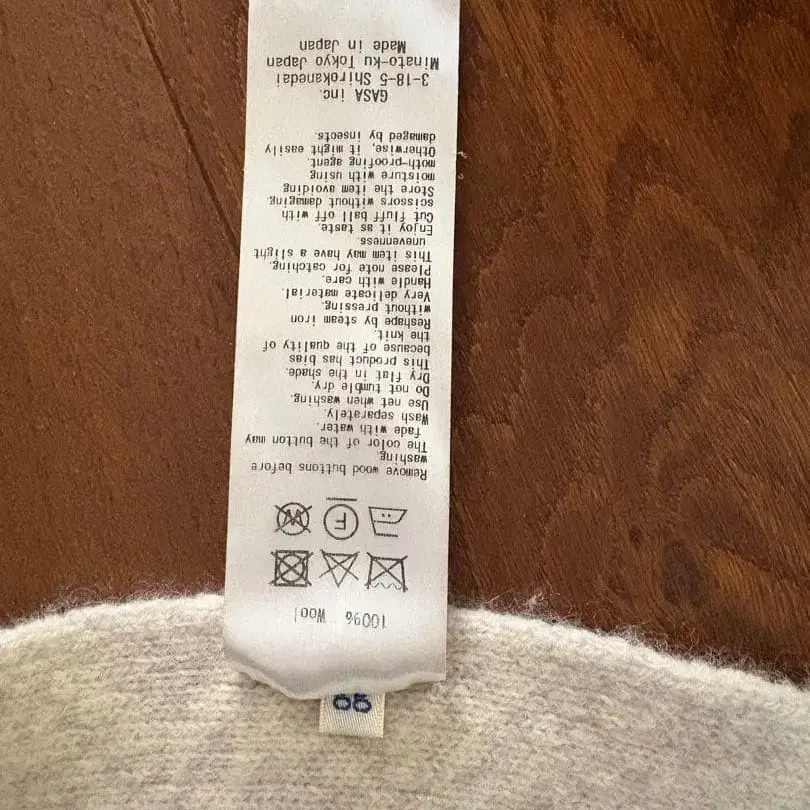 100% Wool
F W
Remove wood buttons before
washing.
The color of the button may
fade with water.
Wash separately.
Use net when washing.
Do not tumble dry.
Dry flat in the shade.
This product has bias
because of the quality of
the knit.
Reshape by steam iron
without pressing.
Very delicate material.
Handle with care.
Please note for catching.
This item may have a slight
unevenness.
Enjoy it as taste.
Cut fluff ball off with
scissors without damaging.
Store the item avoiding
moisture with using
moth-proofing agent.
Otherwise, it might easily
damaged by insects.
GASA inc.
3-18-5 Shirokanedai
Minato-ku Tokyo Japan
Made in Japan